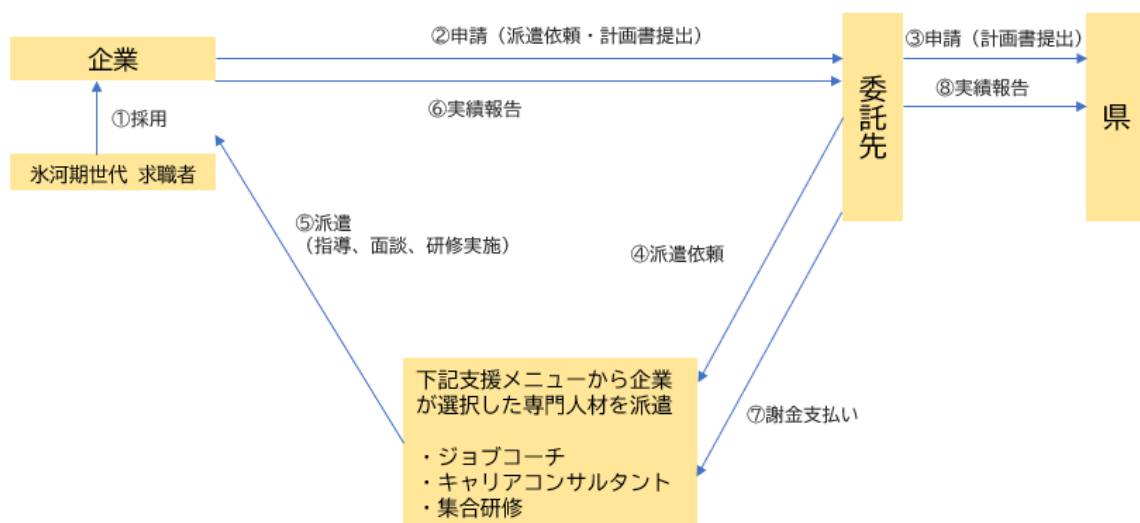 ②申請（派遣依頼・計画書提出）
③申請（計画書提出）
企業
⑥実績報告
⑧実績報告
委託先
県
①採用
氷河期世代 求職者
⑤派遣
（指導、面談、研修実施）
④派遣依頼
下記支援メニューから企業
が選択した専門人材を派遣
・ジョブコーチ
・キャリアコンサルタント
・集合研修
⑦謝金支払い